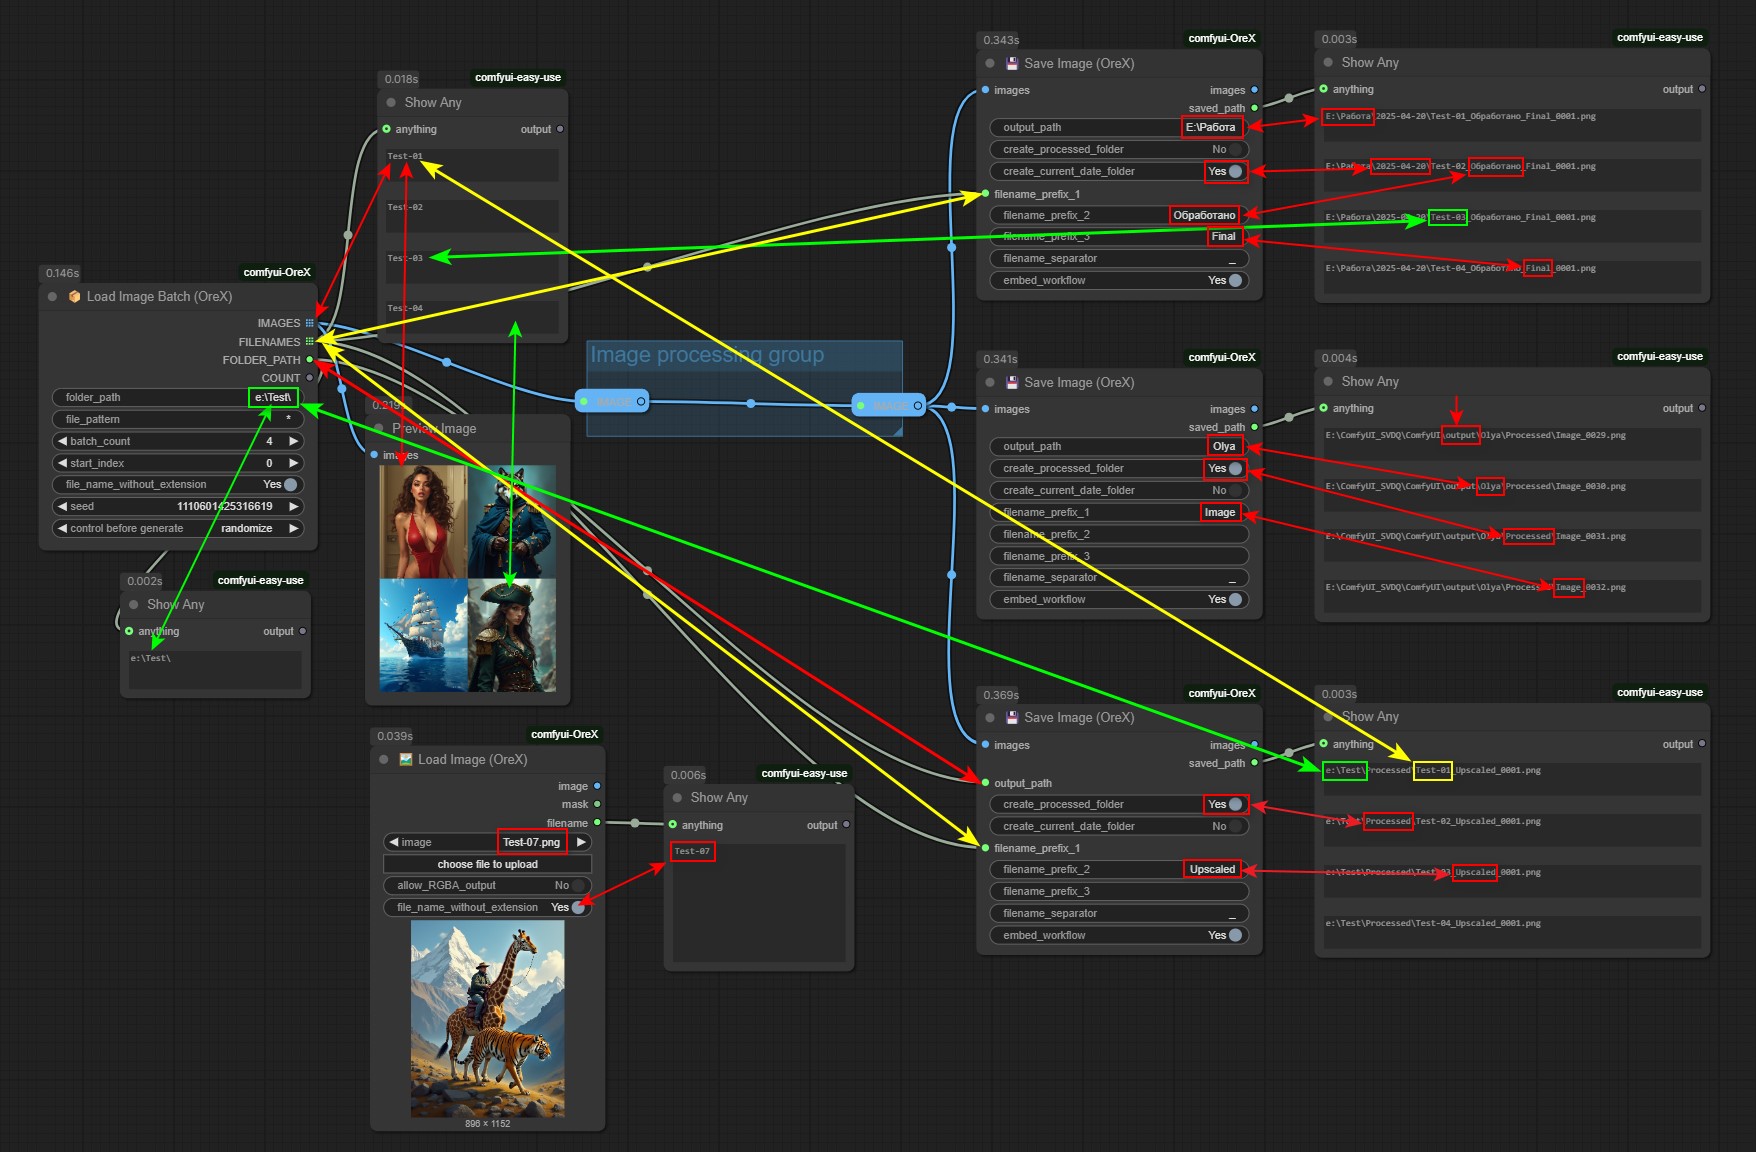 0.018s
comfyui-easy-use
Show Any
anything
output
Test-01
Test-02
Test-03
Test-04
0.146s
comfyui-OreX
Load Image Batch (OreX)
IMAGES
FILENAMES
FOLDER_PATH
COUNT
folder_path
e:\Test\
file_pattern
*
batch_count
4
start_index
0
file_name_without_extension
Yes
seed
1110601425316619
control before generate
randomize
0.002s
comfyui-easy-use
Show Any
anything
output
e:\Test\
0.219s
Preview Image
images
Image processing group
IMAGE
IMAGE
0.039s
comfyui-OreX
Load Image (OreX)
image
mask
filename
image
Test-07.png
choose file to upload
allow_RGBA_output
No
file_name_without_extension
Yes
896 × 1152
0.006s
comfyui-easy-use
Show Any
anything
output
Test-07
0.343s
comfyui-OreX
Save Image (OreX)
images
images
saved_path
output_path
E:\Работа
create_processed_folder
No
create_current_date_folder
Yes
filename_prefix_1
filename_prefix_2
Обработано
filename_prefix_3
Final
filename_separator
_
embed_workflow
Yes
0.003s
comfyui-easy-use
Show Any
anything
output
E:\Работа\2025-04-20\Test-01_Обработано_Final_0001.png
E:\Работа\2025-04-20\Test-02_Обработано_Final_0001.png
E:\Работа\2025-04-20\Test-03_Обработано_Final_0001.png
E:\Работа\2025-04-20\Test-04_Обработано_Final_0001.png
0.341s
comfyui-OreX
Save Image (OreX)
images
images
saved_path
output_path
Olya
create_processed_folder
Yes
create_current_date_folder
No
filename_prefix_1
Image
filename_prefix_2
filename_prefix_3
filename_separator
_
embed_workflow
Yes
0.004s
comfyui-easy-use
Show Any
anything
output
E:\ComfyUI_SVDQ\ComfyUI\output\Olya\Processed\Image_0029.png
E:\ComfyUI_SVDQ\ComfyUI\output\Olya\Processed\Image_0030.png
E:\ComfyUI_SVDQ\ComfyUI\output\Olya\Processed\Image_0031.png
E:\ComfyUI_SVDQ\ComfyUI\output\Olya\Processed\Image_0032.png
0.369s
comfyui-OreX
Save Image (OreX)
images
images
saved_path
output_path
create_processed_folder
Yes
create_current_date_folder
No
filename_prefix_1
filename_prefix_2
Upscaled
filename_prefix_3
filename_separator
_
embed_workflow
Yes
0.003s
comfyui-easy-use
Show Any
anything
output
e:\Test\Processed\Test-01_Upscaled_0001.png
e:\Test\Processed\Test-02_Upscaled_0001.png
e:\Test\Processed\Test-03_Upscaled_0001.png
e:\Test\Processed\Test-04_Upscaled_0001.png